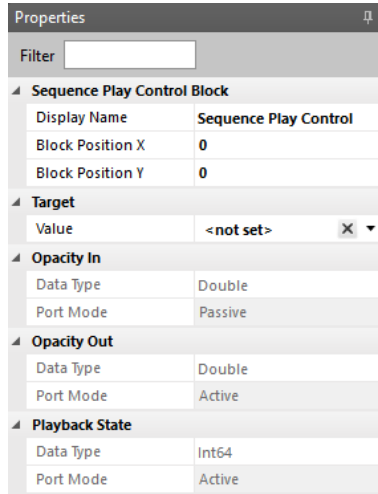 Properties
Filter
Sequence Play Control Block
Display Name Sequence Play Control
Block Position X 0
Block Position Y 0
Target
Value <not set>
Opacity In
Data Type Double
Port Mode Passive
Opacity Out
Data Type Double
Port Mode Active
Playback State
Data Type Int64
Port Mode Active